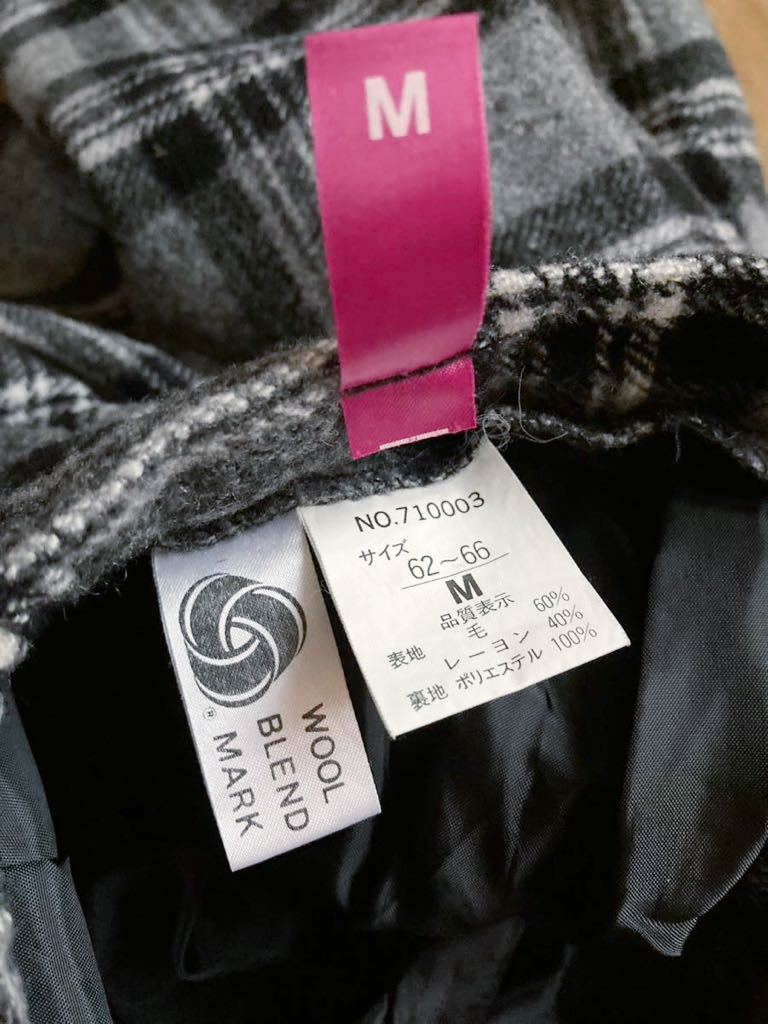 M
NO.710003
サイズ
62～66
M
品質表示
表地 毛 60%
レーヨン 40%
裏地 ポリエステル 100%
®
WOOL
BLEND
MARK